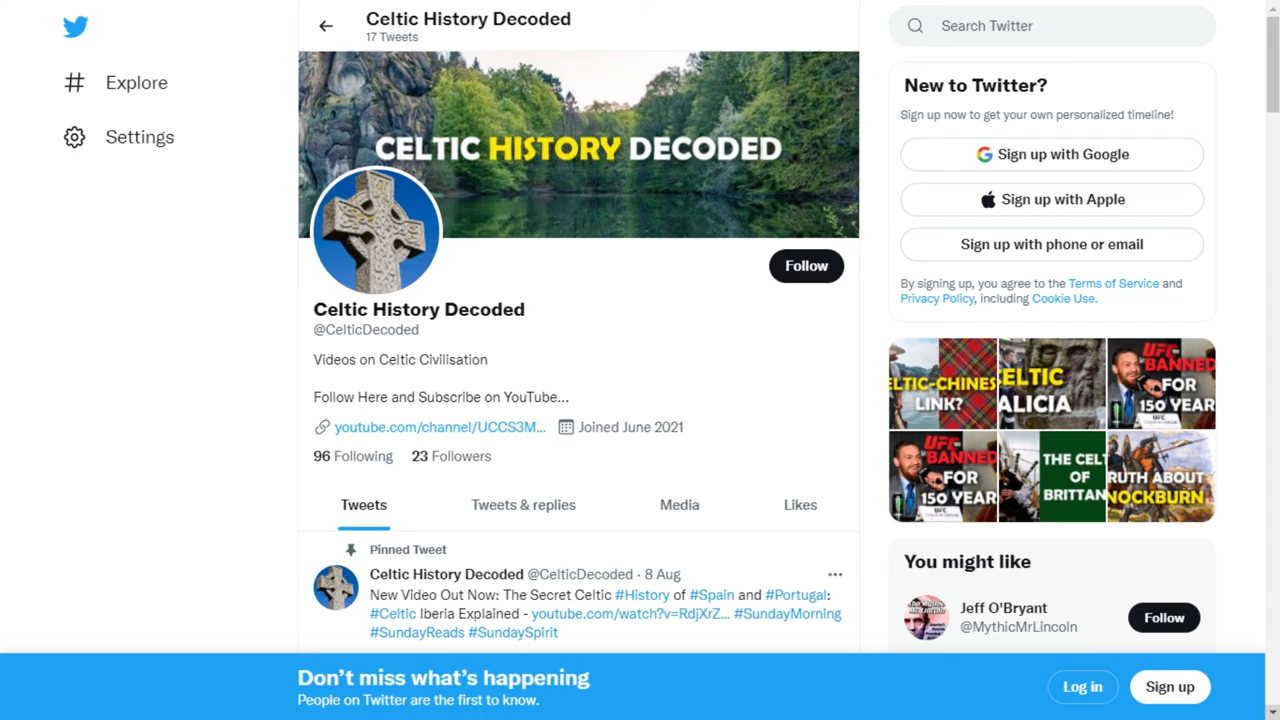 Celtic History Decoded
17 Tweets
Explore
Settings
CELTIC HISTORY DECODED
Follow
Celtic History Decoded
@CelticDecoded
Videos on Celtic Civilisation
Follow Here and Subscribe on YouTube...
youtube.com/channel/UCCS3M... Joined June 2021
96 Following 23 Followers
Tweets Tweets & replies Media Likes
Pinned Tweet
Celtic History Decoded @CelticDecoded · 8 Aug
New Video Out Now: The Secret Celtic #History of #Spain and #Portugal:
#Celtic Iberia Explained - youtube.com/watch?v=RdjXrZ... #SundayMorning
#SundayReads #SundaySpirit
Search Twitter
New to Twitter?
Sign up now to get your own personalized timeline!
Sign up with Google
Sign up with Apple
Sign up with phone or email
By signing up, you agree to the Terms of Service and
Privacy Policy, including Cookie Use.
ELTIC-CHINES
LINK?
ELTIC
ALICIA
UFC
BANNED
FOR
150 YEAR
UFC
UFC
BANNED
FOR
150 YEAR
UFC
THE CELT
OF
BRITTAN
RUTH ABOUT
NOCKBURN
You might like
Jeff O'Bryant
@MythicMrLincoln
Follow
Don't miss what's happening
People on Twitter are the first to know.
Log in
Sign up